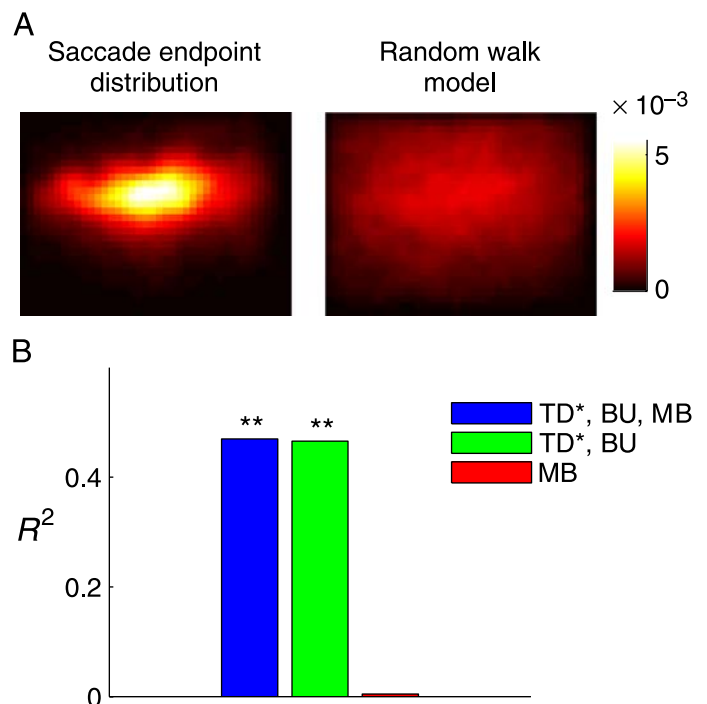 A
Saccade endpoint
distribution
Random walk
model
× 10⁻³
5
0
B
**
**
TD*, BU, MB
TD*, BU
MB
0.4
R²
0.2
0